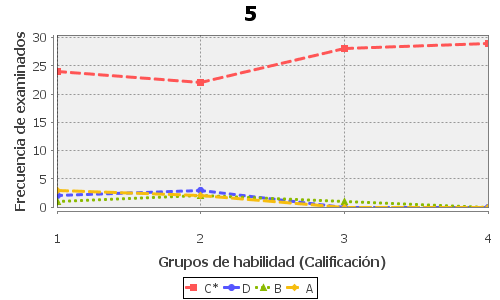 5
Frecuencia de examinados
30
25
20
15
10
5
0
1 2 3 4
Grupos de habilidad (Calificación)
C* D B A